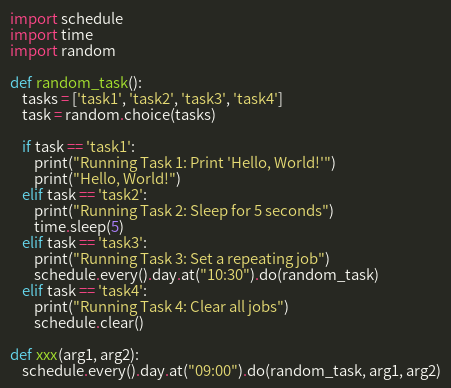 import schedule
import time
import random

def random_task():
    tasks = ['task1', 'task2', 'task3', 'task4']
    task = random.choice(tasks)

    if task == 'task1':
        print("Running Task 1: Print 'Hello, World!'")
        print("Hello, World!")
    elif task == 'task2':
        print("Running Task 2: Sleep for 5 seconds")
        time.sleep(5)
    elif task == 'task3':
        print("Running Task 3: Set a repeating job")
        schedule.every().day.at("10:30").do(random_task)
    elif task == 'task4':
        print("Running Task 4: Clear all jobs")
        schedule.clear()

def xxx(arg1, arg2):
    schedule.every().day.at("09:00").do(random_task, arg1, arg2)